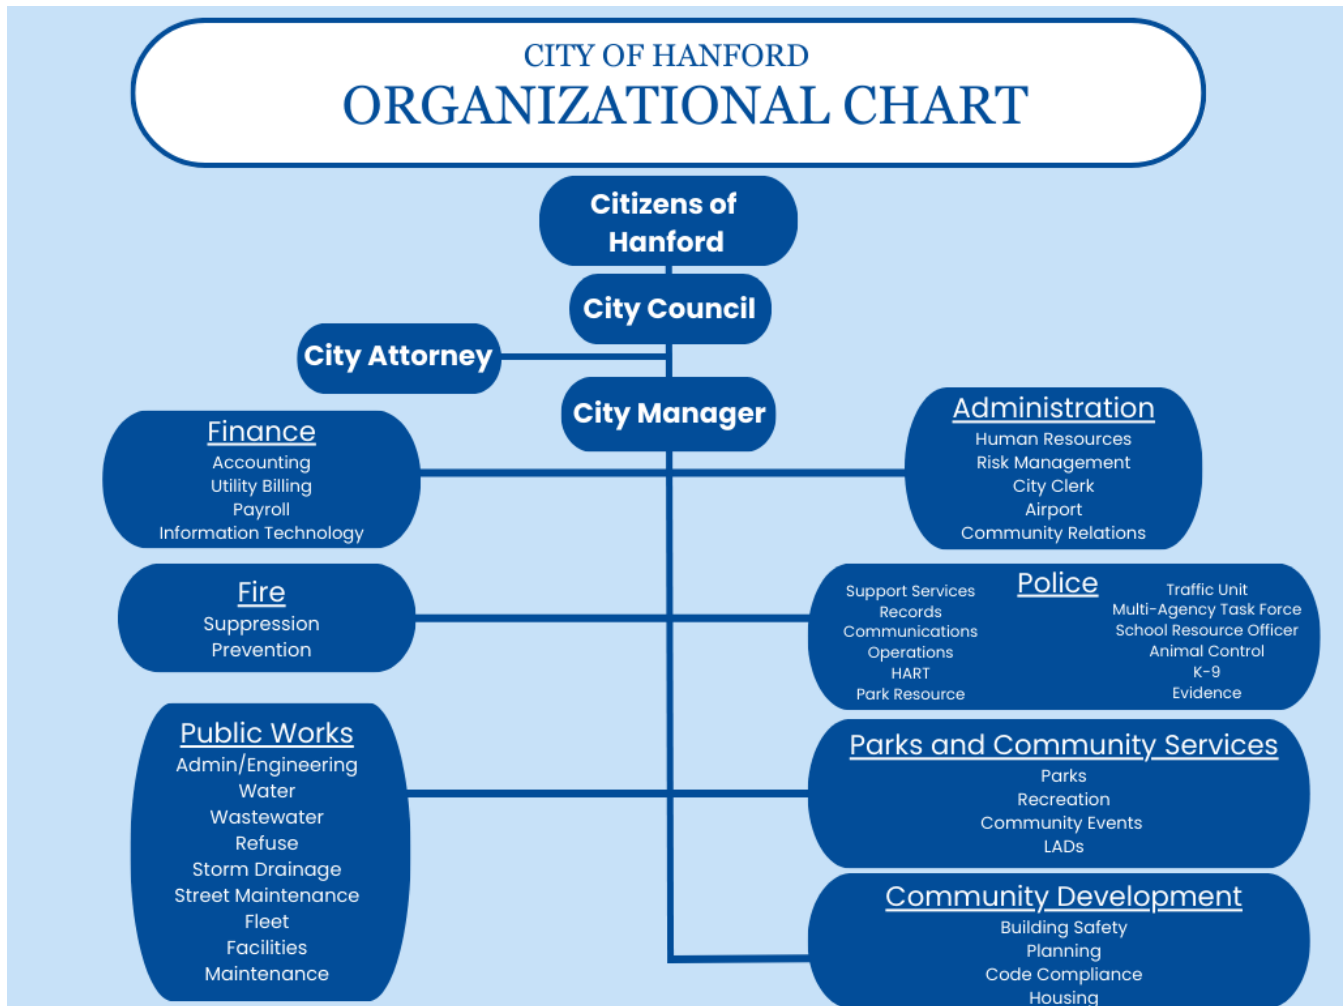 CITY OF HANFORD
ORGANIZATIONAL CHART
Citizens of
Hanford
City Council
City Attorney
City Manager
Finance
Accounting
Utility Billing
Payroll
Information Technology
Administration
Human Resources
Risk Management
City Clerk
Airport
Community Relations
Fire
Suppression
Prevention
Police
Support Services
Records
Communications
Operations
HART
Park Resource
Traffic Unit
Multi-Agency Task Force
School Resource Officer
Animal Control
K-9
Evidence
Public Works
Admin/Engineering
Water
Wastewater
Refuse
Storm Drainage
Street Maintenance
Fleet
Facilities
Maintenance
Parks and Community Services
Parks
Recreation
Community Events
LADs
Community Development
Building Safety
Planning
Code Compliance
Housing